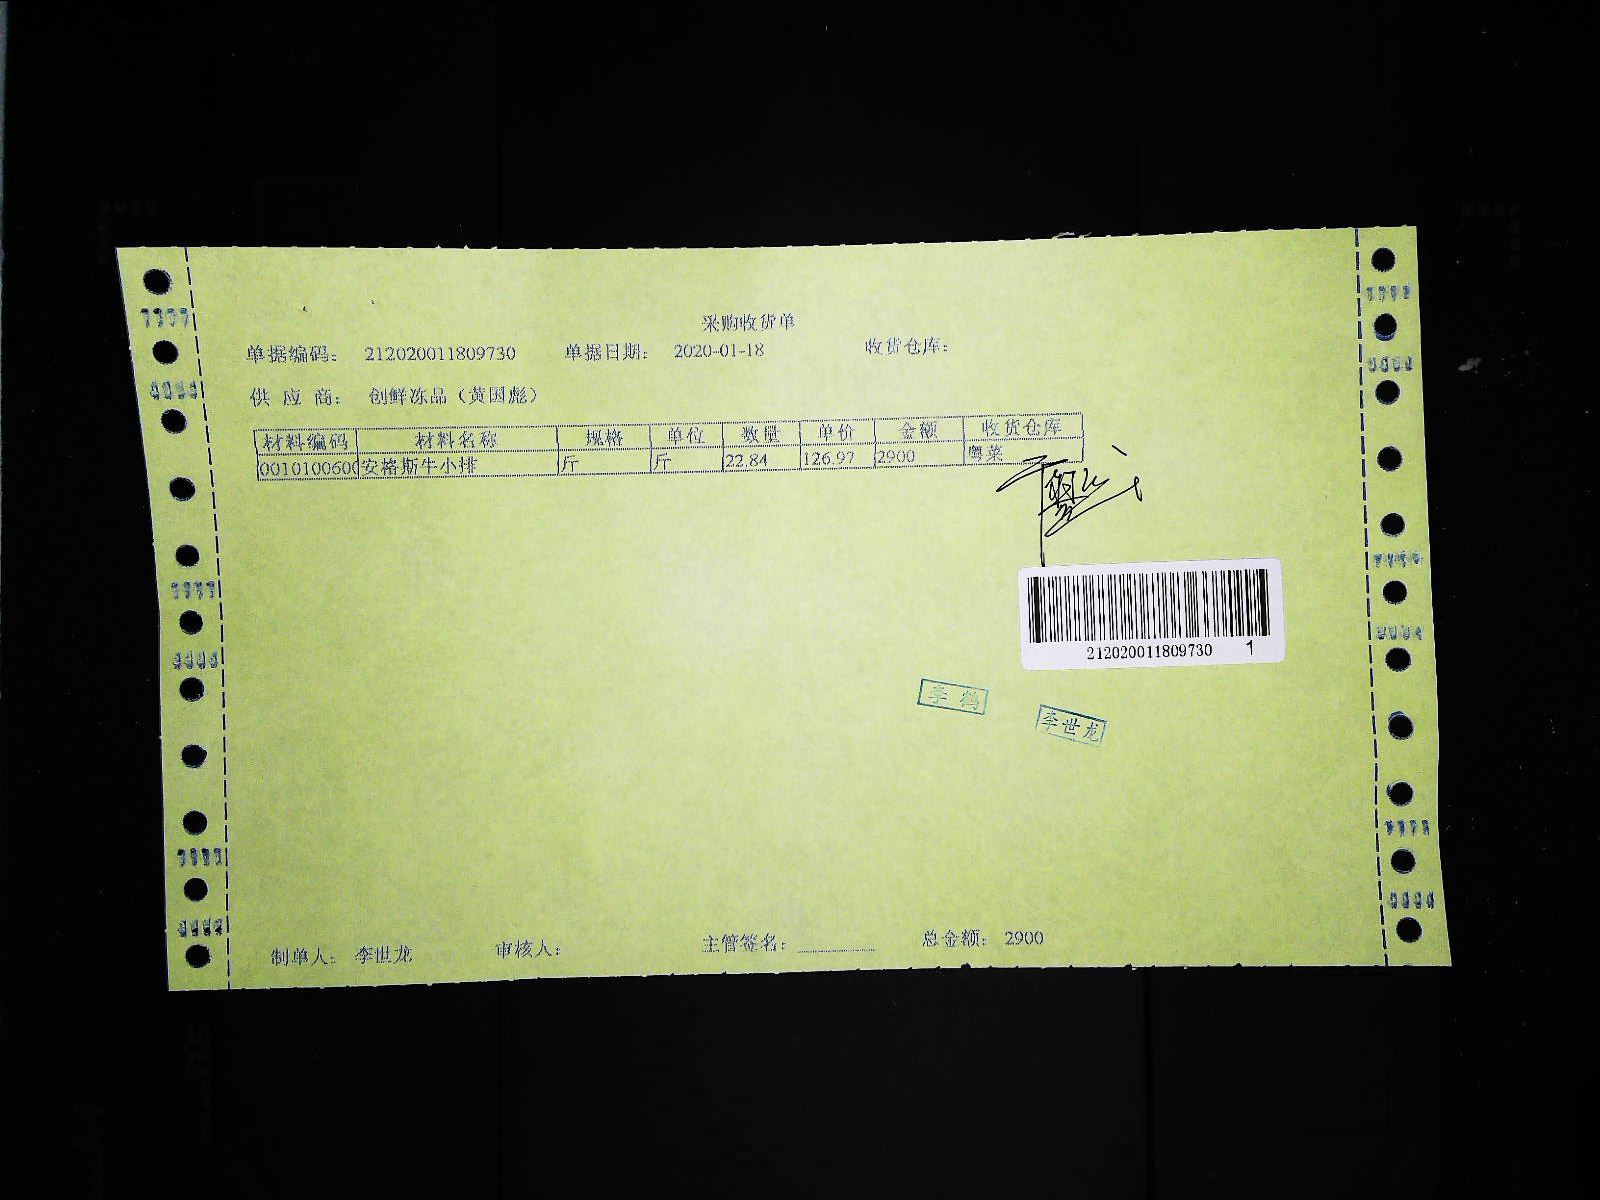 采购收货单
单据编码: 212020011809730 单据日期: 2020-01-18 收货仓库:
供 应 商: 创鲜冻品（黄国彪）
材料编码 材料名称 规格 单位 数量 单价 金额 收货仓库
0010100600 安格斯牛小排 斤 斤 22.84 126.97 2900 粤菜
212020011809730 1
李 鹤
李世龙
制单人: 李世龙 审核人: 主管签名: 总金额: 2900